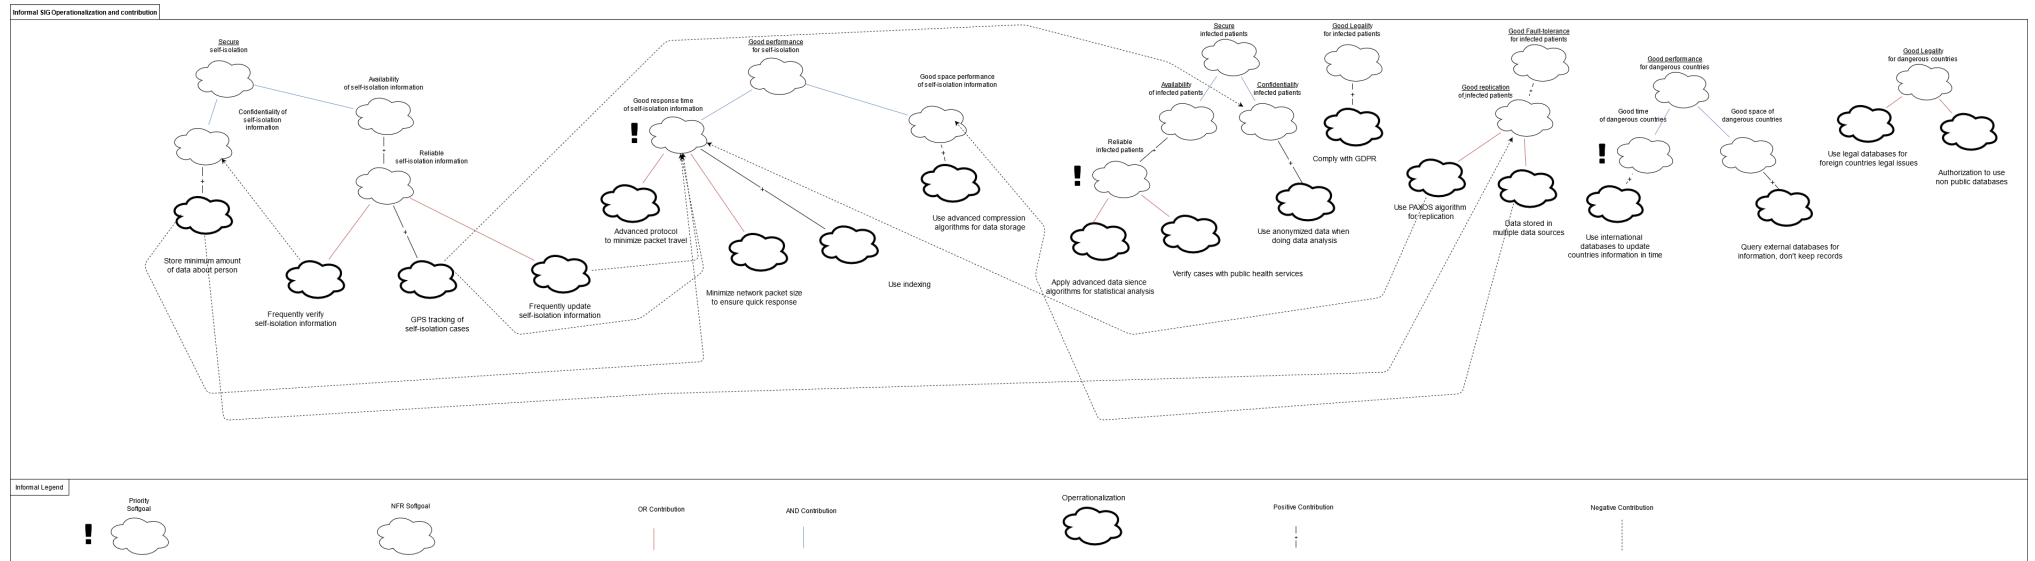 Informal SIG Operationalization and contribution
Secure
self-isolation
Availability
of self-isolation information
Confidentiality of
self-isolation
information
+
Reliable
self-isolation information
+
Store minimum amount
of data about person
Frequently verify
self-isolation information
+
GPS tracking of
self-isolation cases
Frequently update
self-isolation information
Good performance
for self-isolation
Good space performance
of self-isolation information
Good response time
of self-isolation information
!
+
Advanced protocol
to minimize packet travel
Minimize network packet size
to ensure quick response
+
Use indexing
Use advanced compression
algorithms for data storage
Secure
infected patients
Availability
of infected patients
Confidentiality
infected patients
Reliable
infected patients
!
+
Apply advanced data sience
algorithms for statistical analysis
Verify cases with public health services
Use anonymized data when
doing data analysis
Good Legality
for infected patients
+
Comply with GDPR
Good Fault-tolerance
for infected patients
+
Good replication
of infected patients
Use PAXOS algorithm
for replication
Data stored in
multiple data sources
Good performance
for dangerous countries
Good time
of dangerous countries
Good space of
dangerous countries
!
+
+
Use international
databases to update
countries information in time
Query external databases for
information, don't keep records
Good Legality
for dangerous countries
Use legal databases for
foreign countries legal issues
Authorization to use
non public databases
Informal Legend
!
Priority
Softgoal
NFR Softgoal
OR Contribution
AND Contribution
Operrationalization
Positive Contribution
+
Negative Contribution